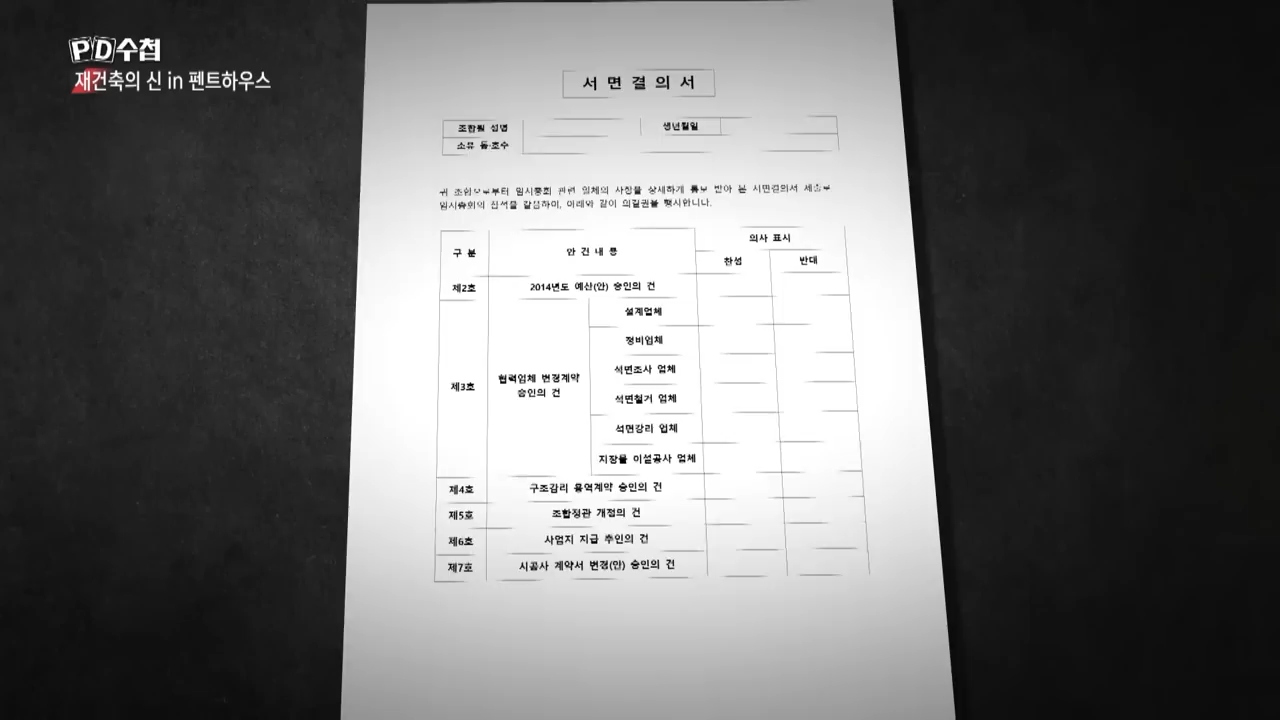 PD수첩
재건축의 신 in 펜트하우스
서면결의서
조합원 성명 생년월일
소유 동·호수
귀 조합으로부터 임시총회 관련 일체의 사항을 상세하게 통보 받아 본 서면결의서 제출로
임시총회의 참석을 갈음하며, 아래와 같이 의결권을 행사합니다.
구 분 안 건 내 용 의사 표시
찬성 반대
제2호 2014년도 예산(안) 승인의 건
제3호 협력업체 변경계약 승인의 건
설계업체
정비업체
석면조사 업체
석면철거 업체
석면감리 업체
지장물 이설공사 업체
제4호 구조감리 용역계약 승인의 건
제5호 조합정관 개정의 건
제6호 사업지 지급 추인의 건
제7호 시공사 계약서 변경(안) 승인의 건